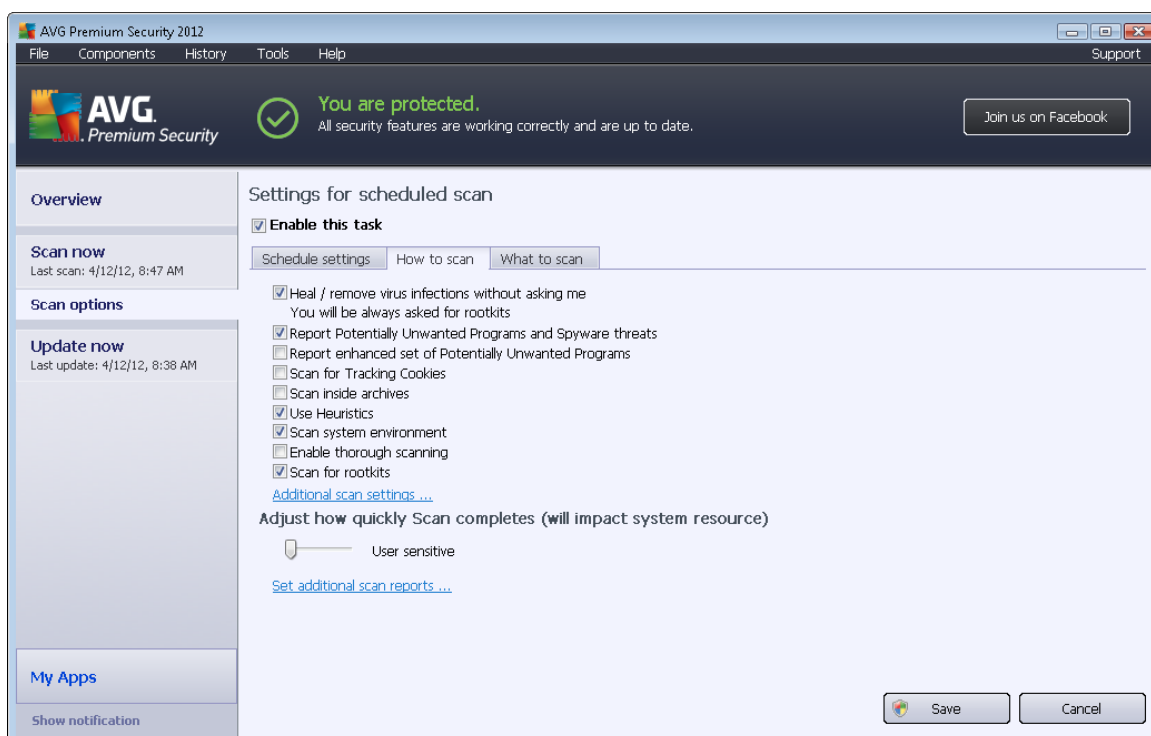 AVG Premium Security 2012
File Components History Tools Help Support
AVG.
Premium Security
You are protected.
All security features are working correctly and are up to date.
Join us on Facebook
Overview
Scan now
Last scan: 4/12/12, 8:47 AM
Scan options
Update now
Last update: 4/12/12, 8:38 AM
My Apps
Show notification
Settings for scheduled scan
Enable this task
Schedule settings How to scan What to scan
Heal / remove virus infections without asking me
You will be always asked for rootkits
Report Potentially Unwanted Programs and Spyware threats
Report enhanced set of Potentially Unwanted Programs
Scan for Tracking Cookies
Scan inside archives
Use Heuristics
Scan system environment
Enable thorough scanning
Scan for rootkits
Additional scan settings ...
Adjust how quickly Scan completes (will impact system resource)
User sensitive
Set additional scan reports ...
Save Cancel